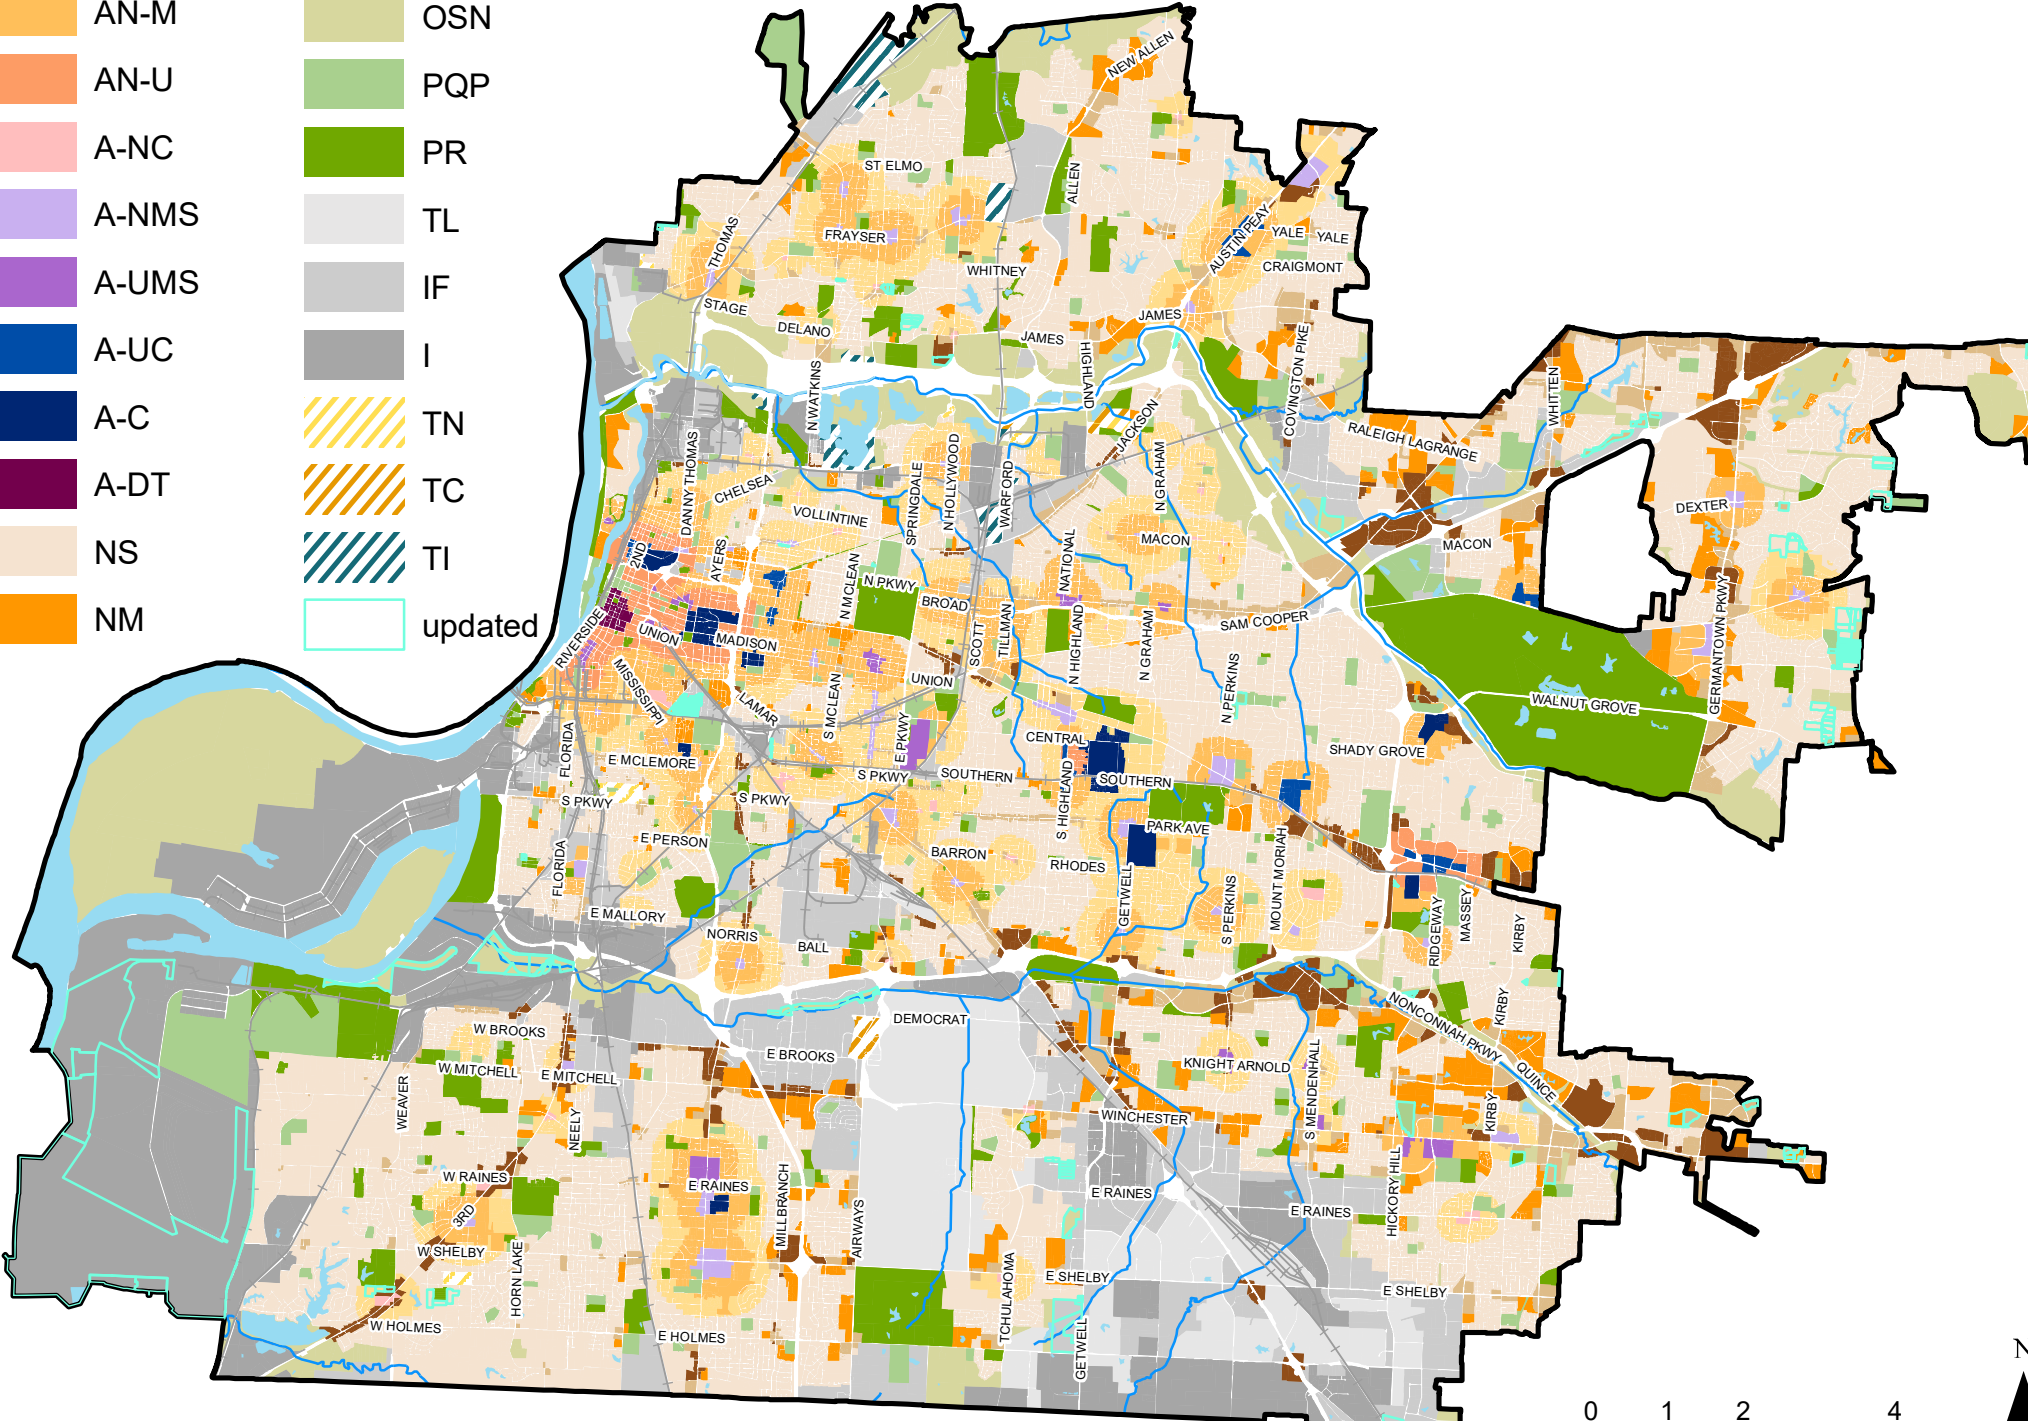 AN-M
AN-U
A-NC
A-NMS
A-UMS
A-UC
A-C
A-DT
NS
NM
OSN
PQP
PR
TL
IF
I
TN
TC
TI
updated
NEW ALLEN
ST ELMO
ALLEN
THOMAS
FRAYSER
AUSTIN PEAY
YALE
YALE
WHITNEY
CRAIGMONT
STAGE
DELANO
JAMES
JAMES
HIGHLAND
COVINGTON PIKE
N WATKINS
WHITTEN
JACKSON
RALEIGH LAGRANGE
DANNY THOMAS
CHELSEA
SPRINGDALE
N HOLLYWOOD
WARFORD
N GRAHAM
VOLLINTINE
DEXTER
2ND
AYERS
MACON
MACON
N MCLEAN
N PKWY
NATIONAL
BROAD
SAM COOPER
RIVERSIDE
UNION
MADISON
SCOTT
TILLMAN
N HIGHLAND
N GRAHAM
GERMANTOWN PKWY
MISSISSIPPI
LAMAR
S MCLEAN
UNION
N PERKINS
WALNUT GROVE
FLORIDA
E PKWY
CENTRAL
SHADY GROVE
E MCLEMORE
S PKWY
SOUTHERN
SOUTHERN
S PKWY
S PKWY
S HIGHLAND
E PERSON
PARK AVE
FLORIDA
BARRON
RHODES
MOUNT MORIAH
GETWELL
S PERKINS
E MALLORY
NORRIS
BALL
RIDGEWAY
MASSEY
KIRBY
W BROOKS
DEMOCRAT
NONCONNAH PKWY
KIRBY
E BROOKS
W MITCHELL
E MITCHELL
KNIGHT ARNOLD
QUINCE
WEAVER
NEELY
WINCHESTER
S MENDENHALL
KIRBY
W RAINES
E RAINES
E RAINES
E RAINES
HICKORY HILL
3RD
MILLBRANCH
AIRWAYS
W SHELBY
HORN LAKE
TCHULAHOMA
E SHELBY
E SHELBY
W HOLMES
E HOLMES
GETWELL
N
0 1 2 4